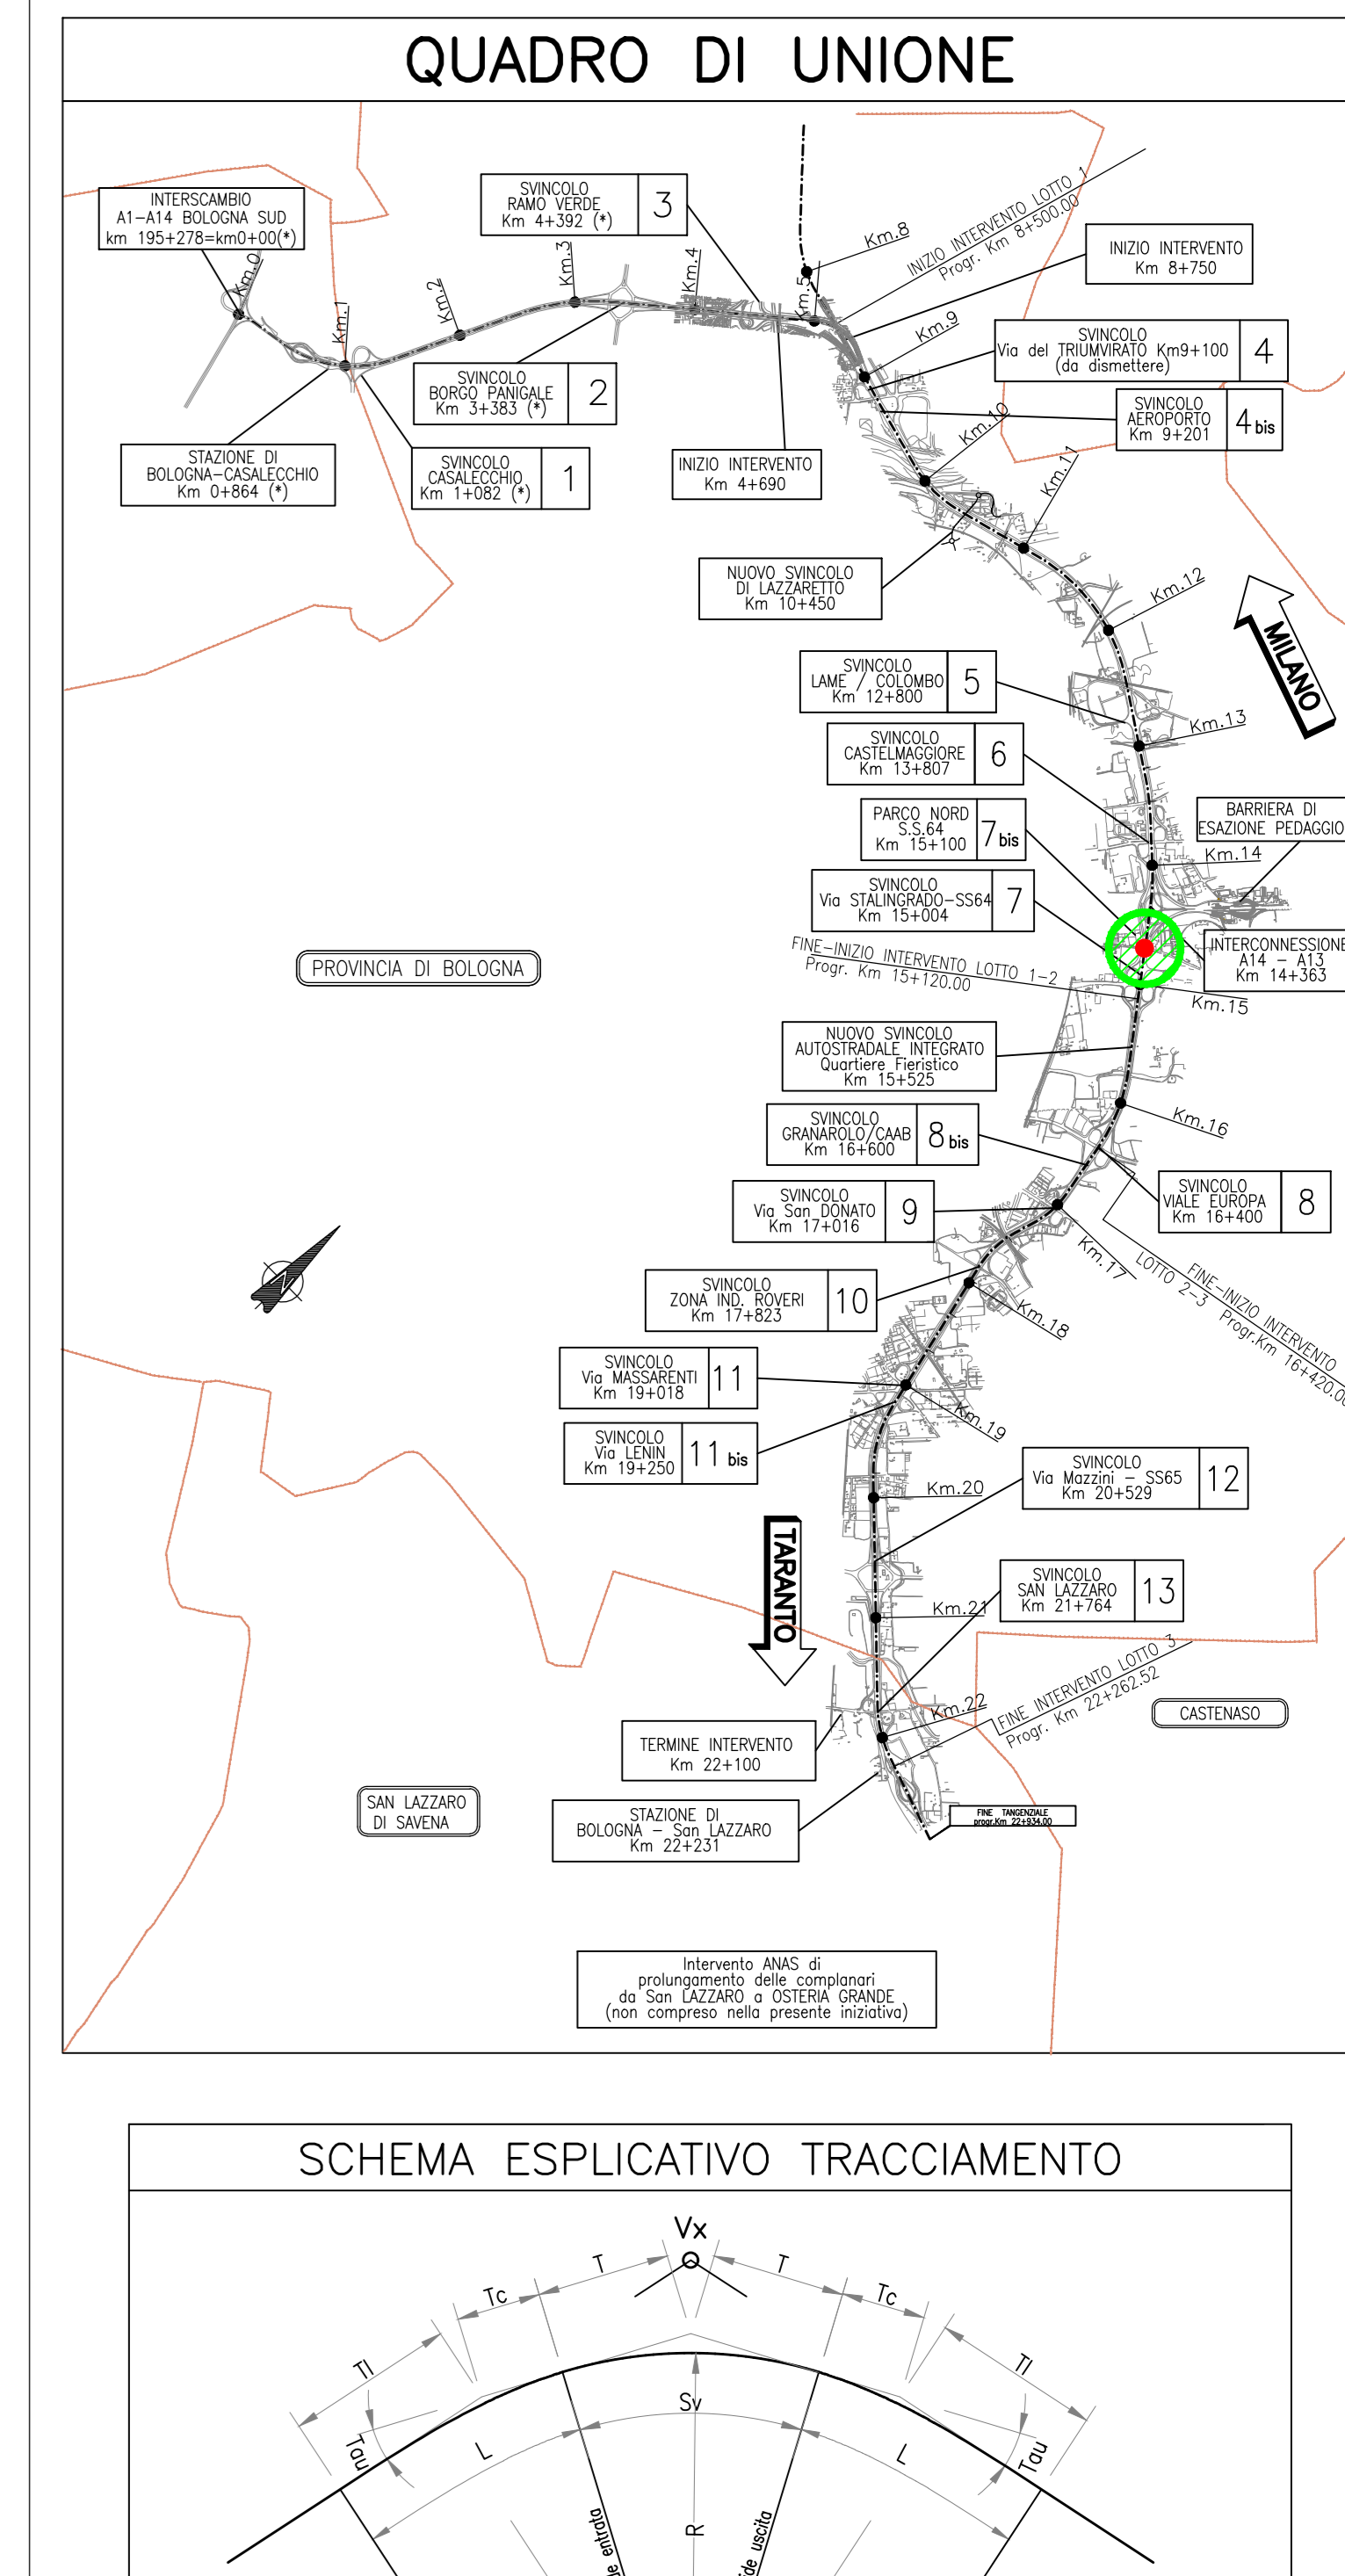 QUADRO DI UNIONE
INTERSCAMBIO
A1-A14 BOLOGNA SUD
km 195+278=km0+00(*)
SVINCOLO
RAMO VERDE
Km 4+392 (*)
3
Km.0
Km.1
Km.2
Km.3
Km.4
Km.5
Km.8
INIZIO INTERVENTO LOTTO 1
Progr. Km 8+500.00
INIZIO INTERVENTO
Km 8+750
Km.9
SVINCOLO
Via del TRIUMVIRATO Km9+100
(da dismettere)
4
SVINCOLO
BORGO PANIGALE
Km 3+383 (*)
2
SVINCOLO
AEROPORTO
Km 9+201
4 bis
Km.10
STAZIONE DI
BOLOGNA-CASALECCHIO
Km 0+864 (*)
SVINCOLO
CASALECCHIO
Km 1+082 (*)
1
INIZIO INTERVENTO
Km 4+690
Km.11
NUOVO SVINCOLO
DI LAZZARETTO
Km 10+450
Km.12
MILANO
SVINCOLO
LAME / COLOMBO
Km 12+800
5
Km.13
SVINCOLO
CASTELMAGGIORE
Km 13+807
6
PARCO NORD
S.S.64
Km 15+100
7 bis
BARRIERA DI
ESAZIONE PEDAGGIO
Km.14
SVINCOLO
Via STALINGRADO-SS64
Km 15+004
7
FINE-INIZIO INTERVENTO LOTTO 1-2
Progr. Km 15+120.00
INTERCONNESSIONE
A14 - A13
Km 14+363
PROVINCIA DI BOLOGNA
Km.15
NUOVO SVINCOLO
AUTOSTRADALE INTEGRATO
Quartiere Fieristico
Km 15+525
Km.16
SVINCOLO
GRANAROLO/CAAB
Km 16+600
8 bis
SVINCOLO
VIALE EUROPA
Km 16+400
8
SVINCOLO
Via San DONATO
Km 17+016
9
Km.17
FINE-INIZIO INTERVENTO
LOTTO 2-3 Progr.Km 16+420.00
SVINCOLO
ZONA IND. ROVERI
Km 17+823
10
Km.18
SVINCOLO
Via MASSARENTI
Km 19+018
11
Km.19
SVINCOLO
Via LENIN
Km 19+250
11 bis
SVINCOLO
Via Mazzini - SS65
Km 20+529
12
Km.20
TARANTO
SVINCOLO
SAN LAZZARO
Km 21+764
13
Km.21
FINE INTERVENTO LOTTO 3
Progr. Km 22+262.52
Km.22
CASTENASO
TERMINE INTERVENTO
Km 22+100
SAN LAZZARO
DI SAVENA
STAZIONE DI
BOLOGNA - San LAZZARO
Km 22+231
FINE TANGENZIALE
progr.Km 22+934.00
Intervento ANAS di
prolungamento delle complanari
da San LAZZARO a OSTERIA GRANDE
(non compreso nella presente iniziativa)
SCHEMA ESPLICATIVO TRACCIAMENTO
Vx
T
T
Tc
Tc
Tl
Tl
Sv
Tau
Tau
L
L
R
entrata
uscita